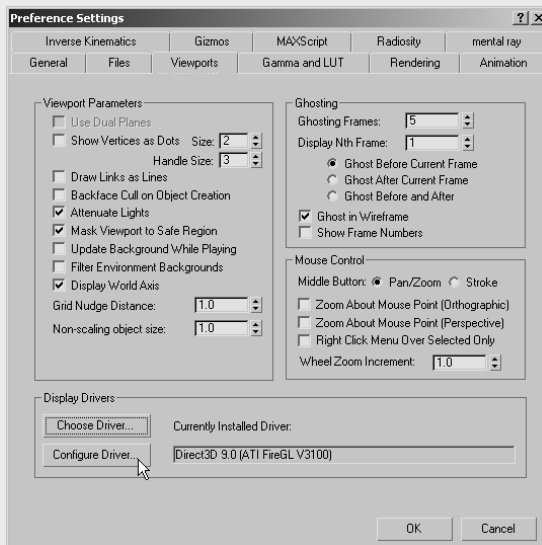 Preference Settings
Inverse Kinematics Gizmos MAXScript Radiosity mental ray
General Files Viewports Gamma and LUT Rendering Animation
Viewport Parameters
Use Dual Planes
Show Vertices as Dots Size: 2
Handle Size: 3
Draw Links as Lines
Backface Cull on Object Creation
Attenuate Lights
Mask Viewport to Safe Region
Update Background While Playing
Filter Environment Backgrounds
Display World Axis
Grid Nudge Distance: 1.0
Non-scaling object size: 1.0
Ghosting
Ghosting Frames: 5
Display Nth Frame: 1
Ghost Before Current Frame
Ghost After Current Frame
Ghost Before and After
Ghost in Wireframe
Show Frame Numbers
Mouse Control
Middle Button: Pan/Zoom Stroke
Zoom About Mouse Point (Orthographic)
Zoom About Mouse Point (Perspective)
Right Click Menu Over Selected Only
Wheel Zoom Increment: 1.0
Display Drivers
Choose Driver... Currently Installed Driver:
Configure Driver... Direct3D 9.0 (ATI FireGL V3100)
OK Cancel